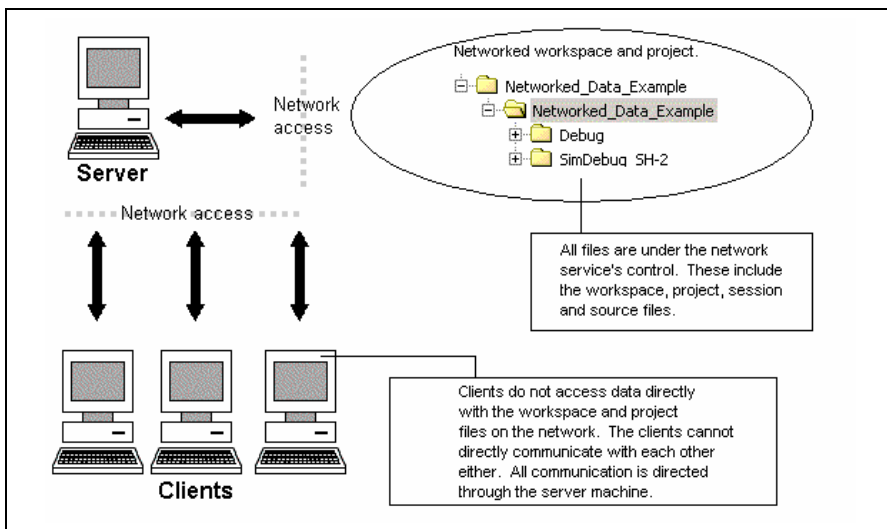 Networked workspace and project.
Networked_Data_Example
Networked_Data_Example
Debug
SimDebug_SH-2
Network
access
Server
Network access
All files are under the network
service's control. These include
the workspace, project, session
and source files.
Clients do not access data directly
with the workspace and project
files on the network. The clients cannot
directly communicate with each other
either. All communication is directed
through the server machine.
Clients